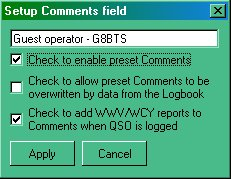 Setup Comments field
Guest operator - G8BTS
Check to enable preset Comments
Check to allow preset Comments to be
overwritten by data from the Logbook
Check to add WWV/WCY reports to
Comments when QSO is logged
Apply
Cancel